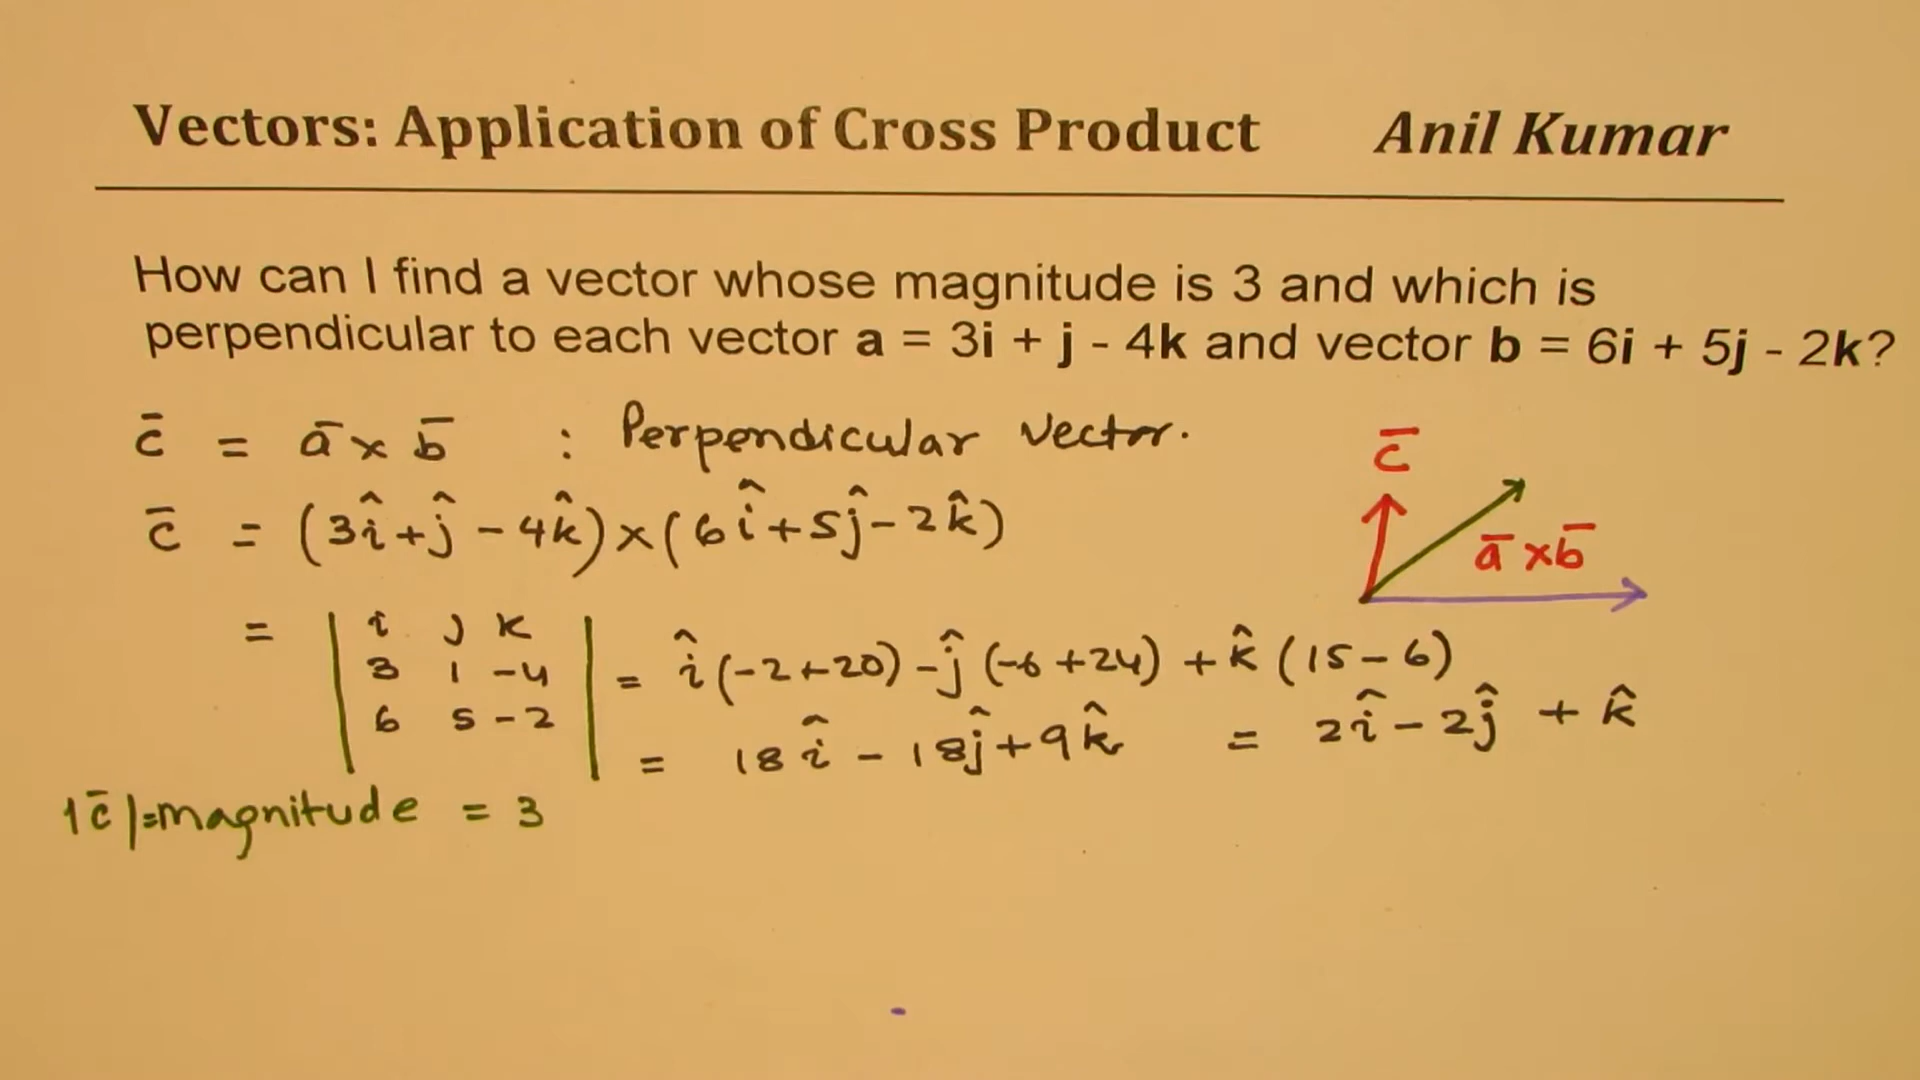 Vectors: Application of Cross Product Anil Kumar
How can I find a vector whose magnitude is 3 and which is
perpendicular to each vector a = 3i + j - 4k and vector b = 6i + 5j - 2k?
c̄ = ā × b̄ : Perpendicular Vector.
c̄
c̄ = (3î + ĵ - 4k̂) × (6î + 5ĵ - 2k̂)
ā × b̄
= | i j k
3 1 -4
6 5 -2 | = î(-2+20) - ĵ(-6+24) + k̂(15-6)
= 18î - 18ĵ + 9k̂ = 2î - 2ĵ + k̂
|c̄| = magnitude = 3